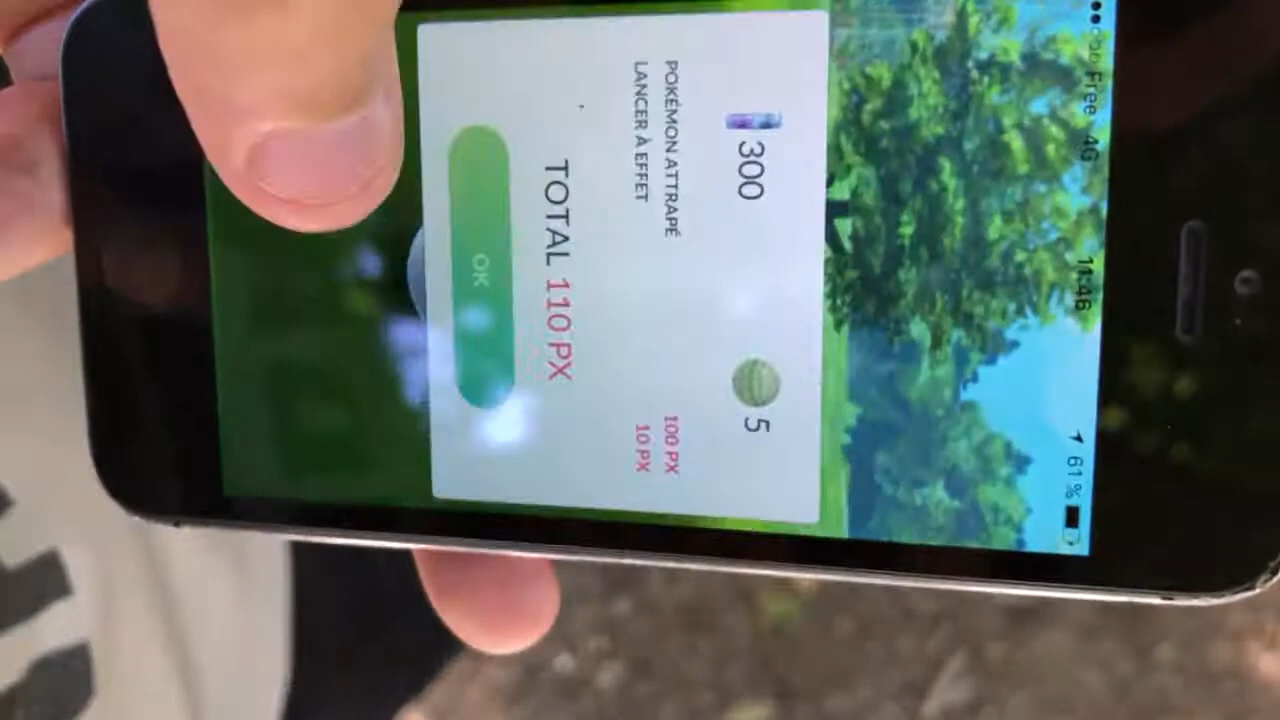 Free 4G 11:46 61 %
300 5
POKÉMON ATTRAPÉ 100 PX
LANCER À EFFET 10 PX
TOTAL 110 PX
OK